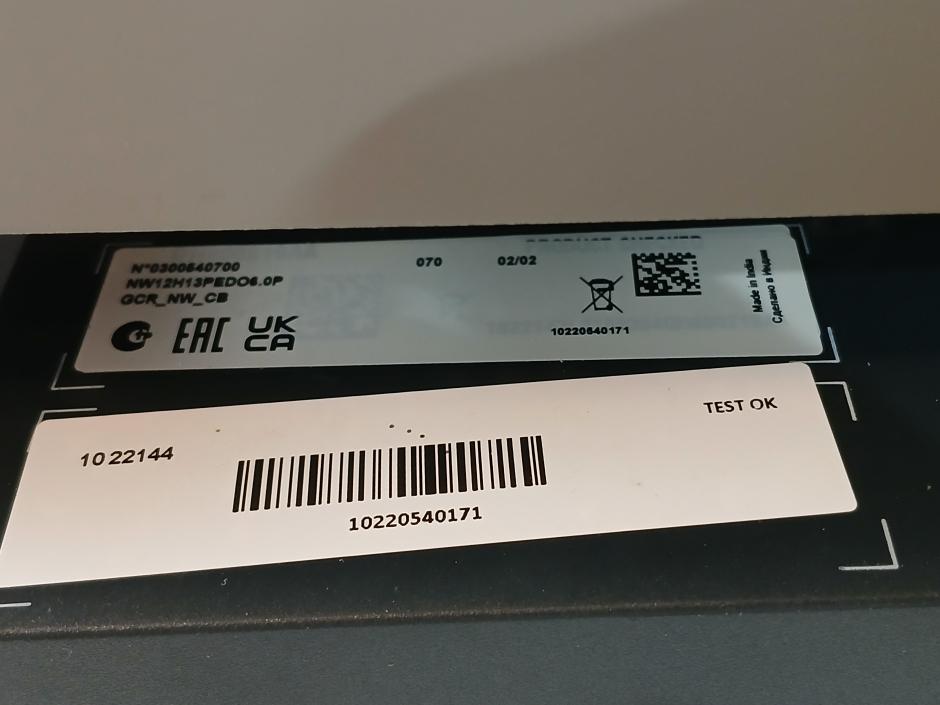 N°0300540700
070
02/02
NW12H13PEDO6.0P
GCR_NW_CB
EAC
UK
CA
10220540171
Made in India
Сделано в Индии
TEST OK
10 22144
10220540171